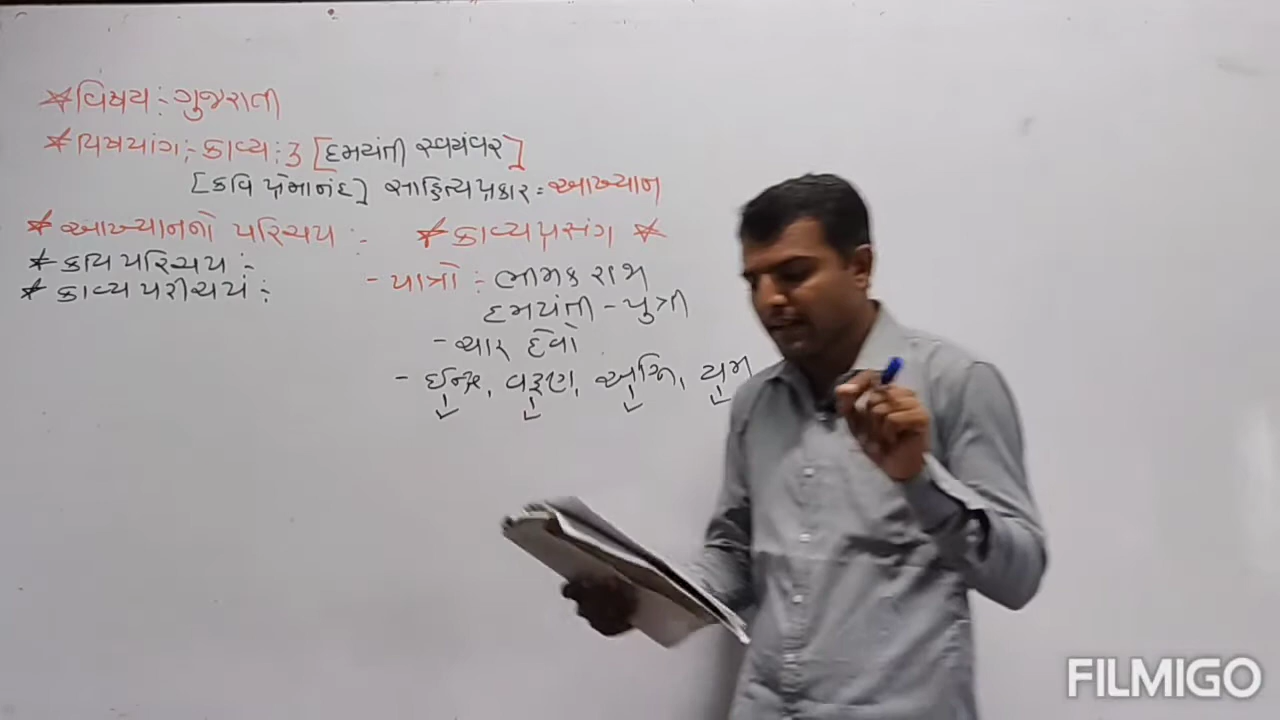 * વિષય :- ગુજરાતી
* વિષયાંગ :- કાવ્ય : 3 [દમયંતી સ્વયંવર]
[કવિ પ્રેમાનંદ] સાહિત્યપ્રકાર = આખ્યાન
* આખ્યાનનો પરિચય :- * કાવ્યપ્રસંગ *
* કવિ પરિચય :-
* કાવ્ય પરીચય :
- પાત્રો :- ભીમક રાજા
દમયંતી - પુત્રી
- ચાર દેવો
- ઈન્દ્ર, વરૂણ, અગ્નિ, યમ
FILMIGO